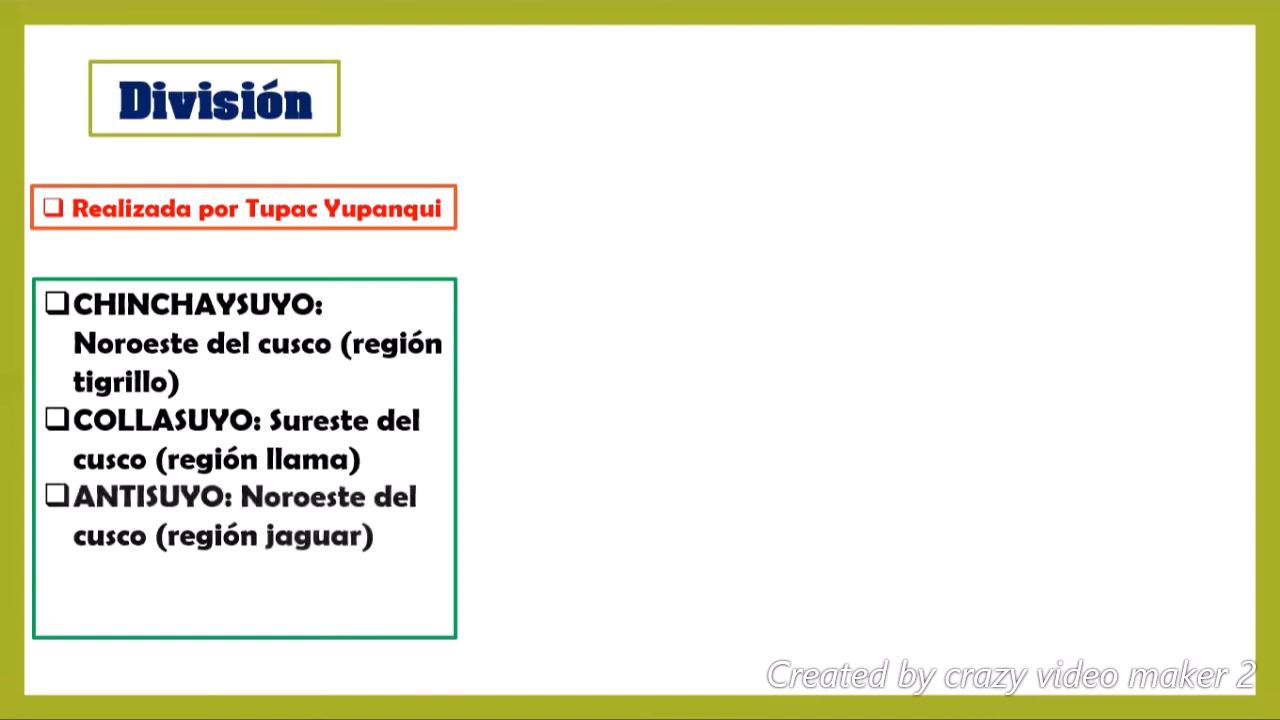 División
Realizada por Tupac Yupanqui
CHINCHAYSUYO:
Noroeste del cusco (región
tigrillo)
COLLASUYO: Sureste del
cusco (región llama)
ANTISUYO: Noroeste del
cusco (región jaguar)
Created by crazy video maker 2